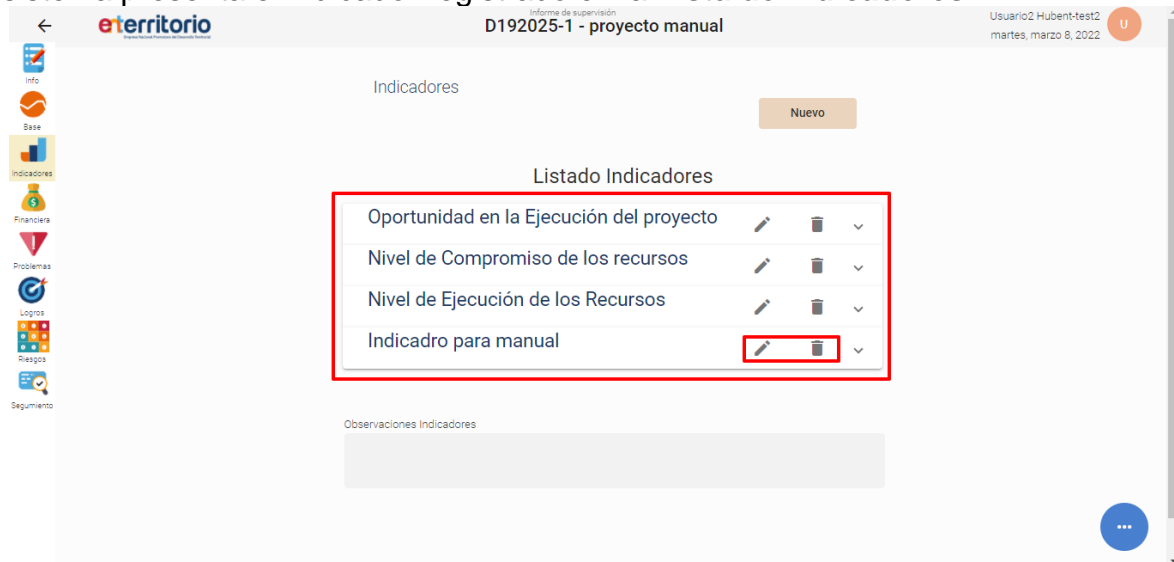 Informe de supervisión
Usuario2 Hubent-test2
eterritorio
D192025-1 - proyecto manual
U
martes, marzo 8, 2022
Info
Base
Indicadores
Financiera
Problemas
Logros
Riesgos
Seguimiento
Indicadores
Nuevo
Listado Indicadores
Oportunidad en la Ejecución del proyecto
Nivel de Compromiso de los recursos
Nivel de Ejecución de los Recursos
Indicadro para manual
Observaciones Indicadores